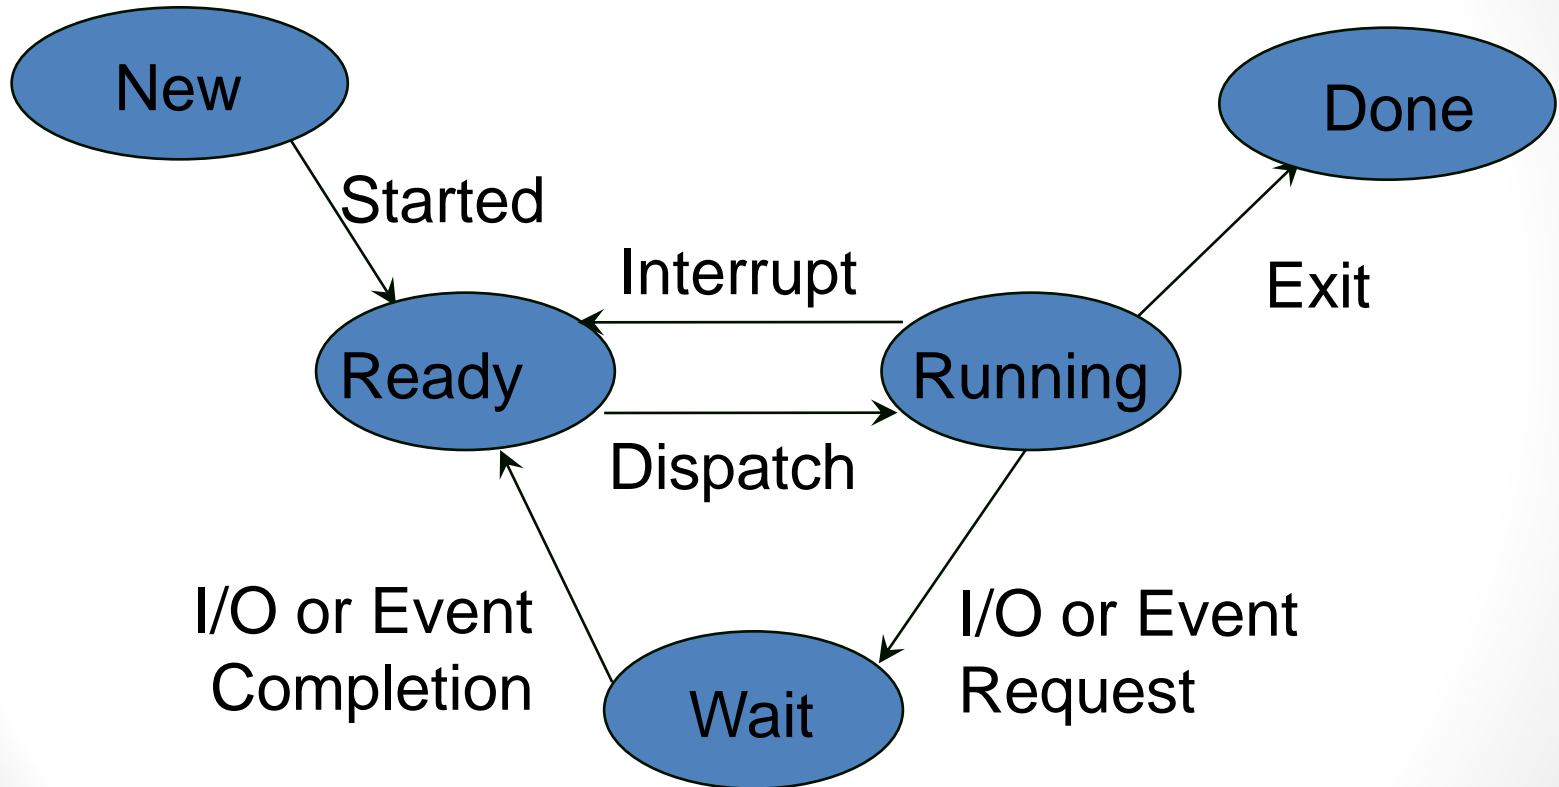 New
Done
Started
Interrupt
Exit
Ready
Running
Dispatch
I/O or Event
Completion
I/O or Event
Request
Wait